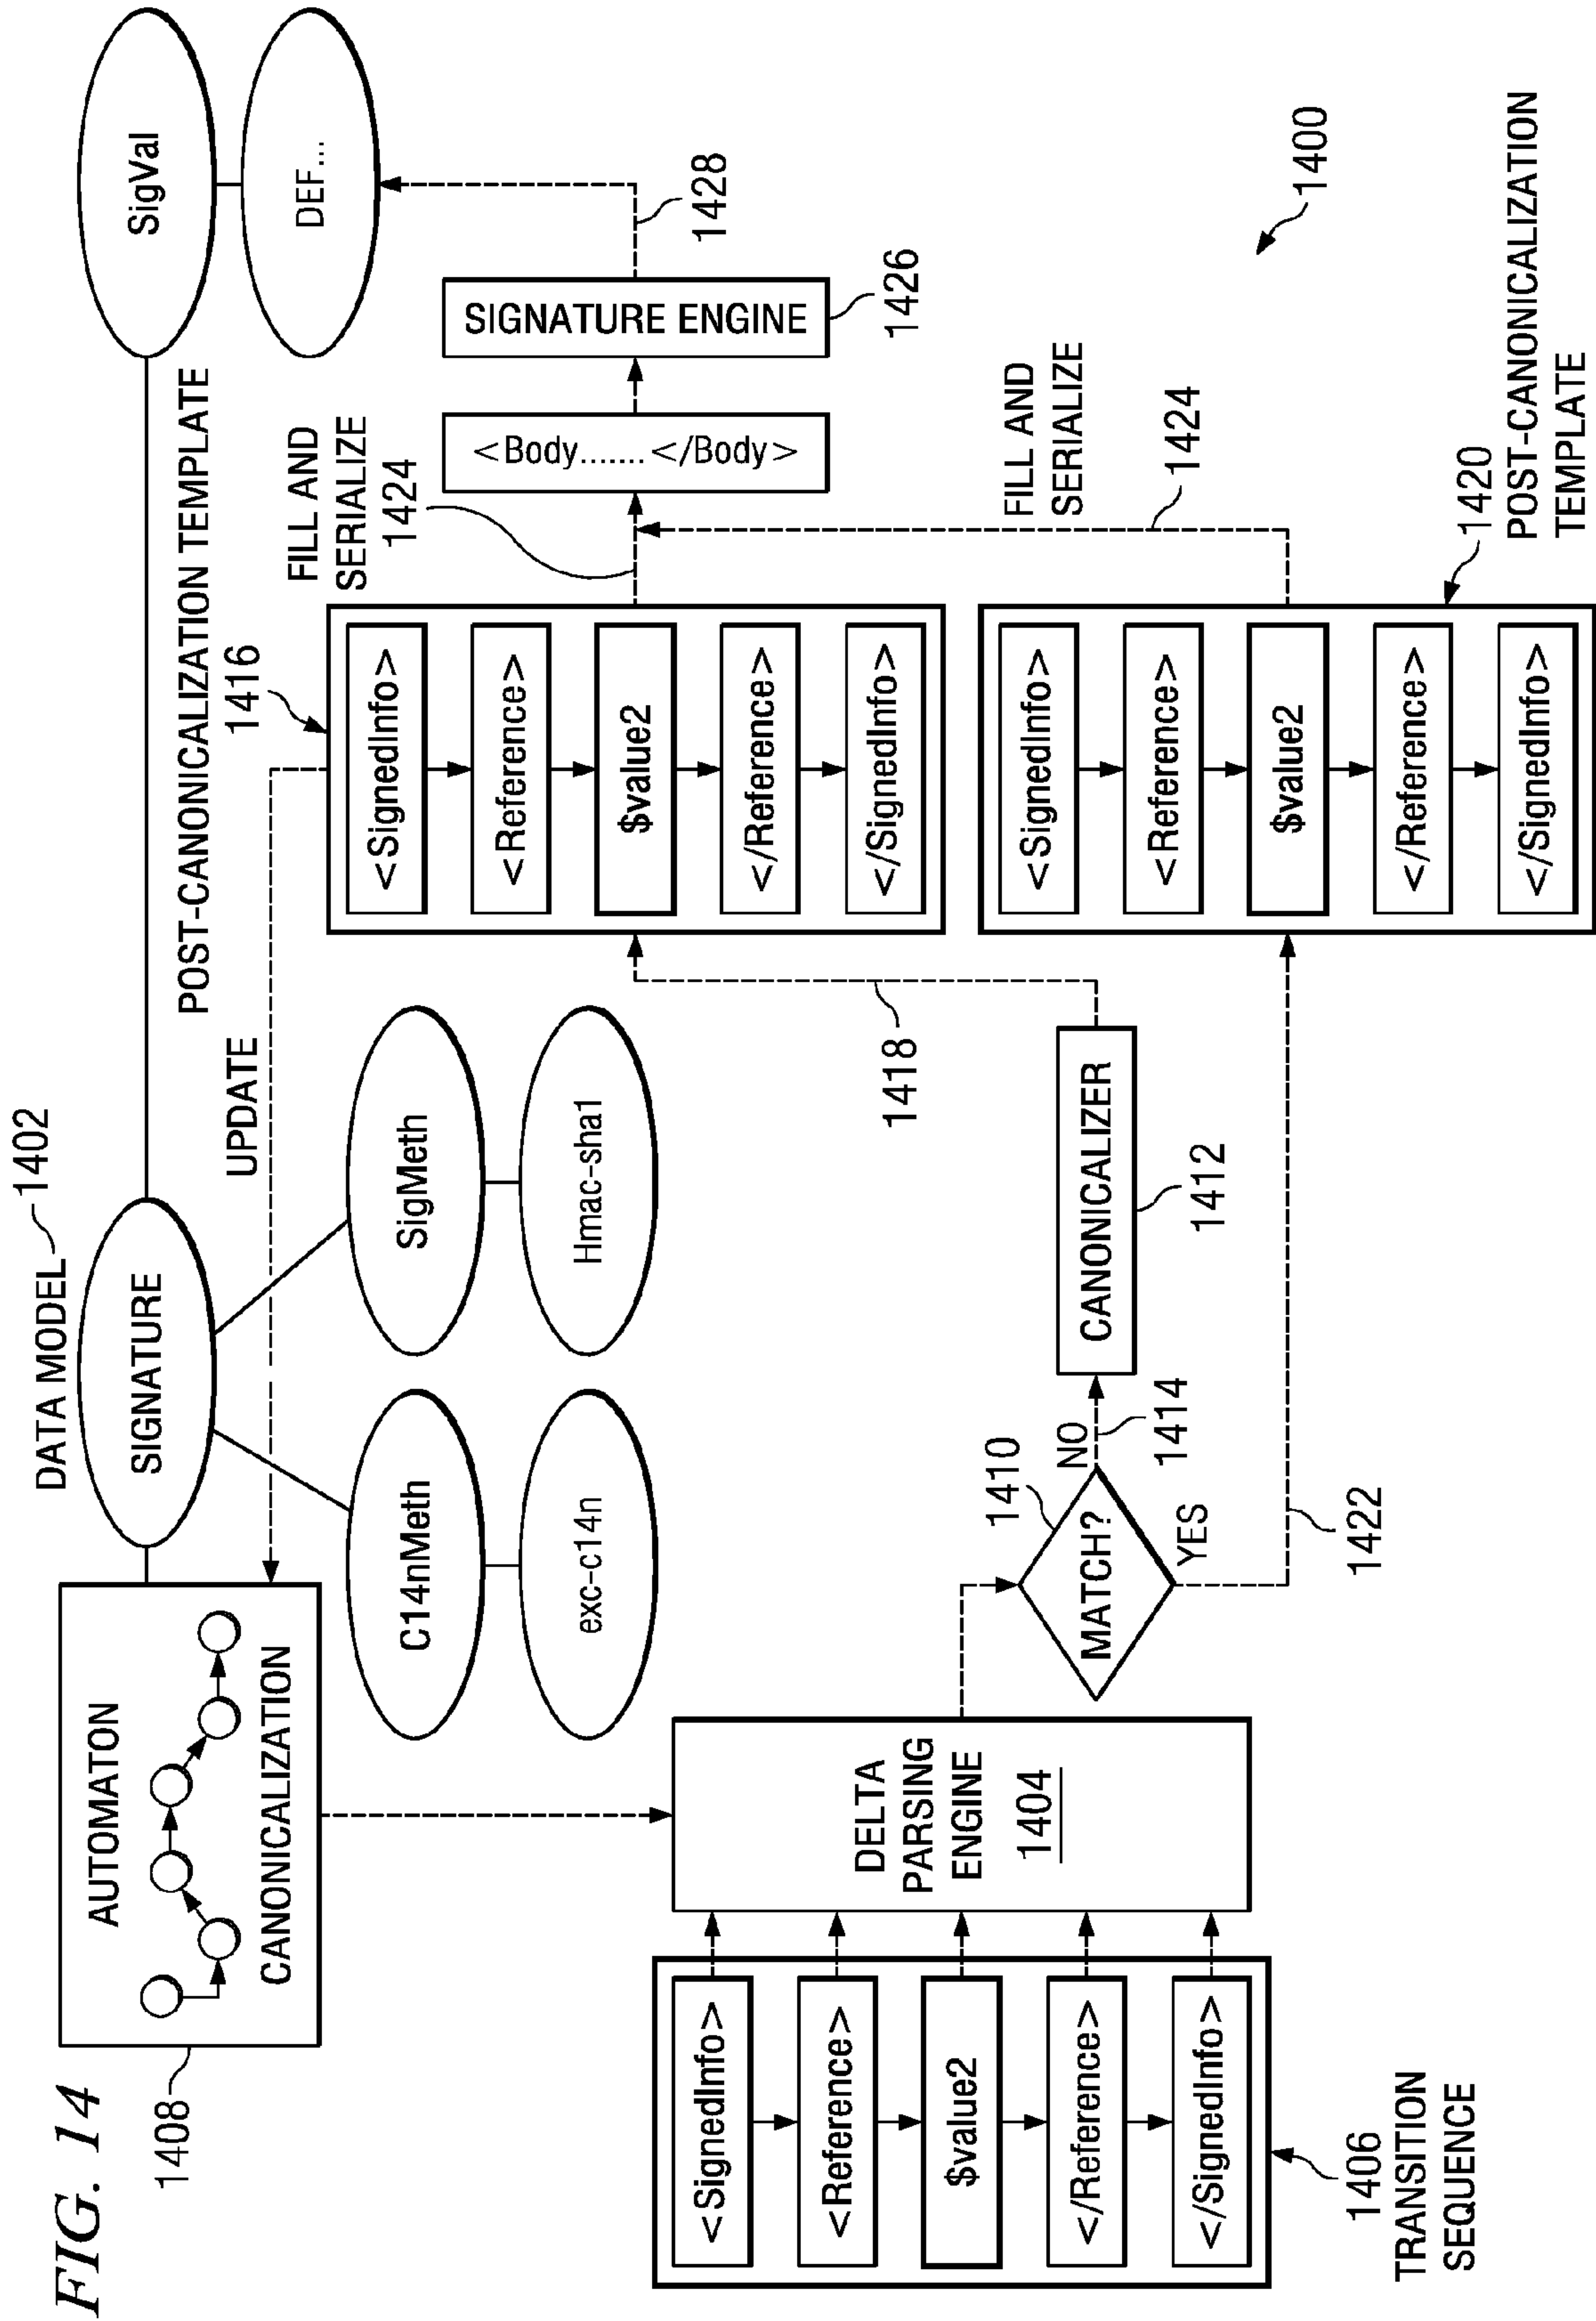 FIG. 14
DATA MODEL
1402
1408
AUTOMATON
CANONICALIZATION
SIGNATURE
SigVal
DEF...
UPDATE
POST-CANONICALIZATION TEMPLATE
C14nMeth
exc-c14n
SigMeth
Hmac-sha1
1416
<SignedInfo>
<Reference>
$value2
</Reference>
</SignedInfo>
FILL AND
SERIALIZE
1424
<Body....... </Body>
SIGNATURE ENGINE
1426
1428
<SignedInfo>
<Reference>
$value2
</Reference>
</SignedInfo>
1406
TRANSITION
SEQUENCE
DELTA
PARSING
ENGINE
1404
MATCH?
1410
NO
1414
YES
1422
CANONICALIZER
1412
1418
<SignedInfo>
<Reference>
$value2
</Reference>
</SignedInfo>
FILL AND
SERIALIZE
1424
1420
POST-CANONICALIZATION
TEMPLATE
1400